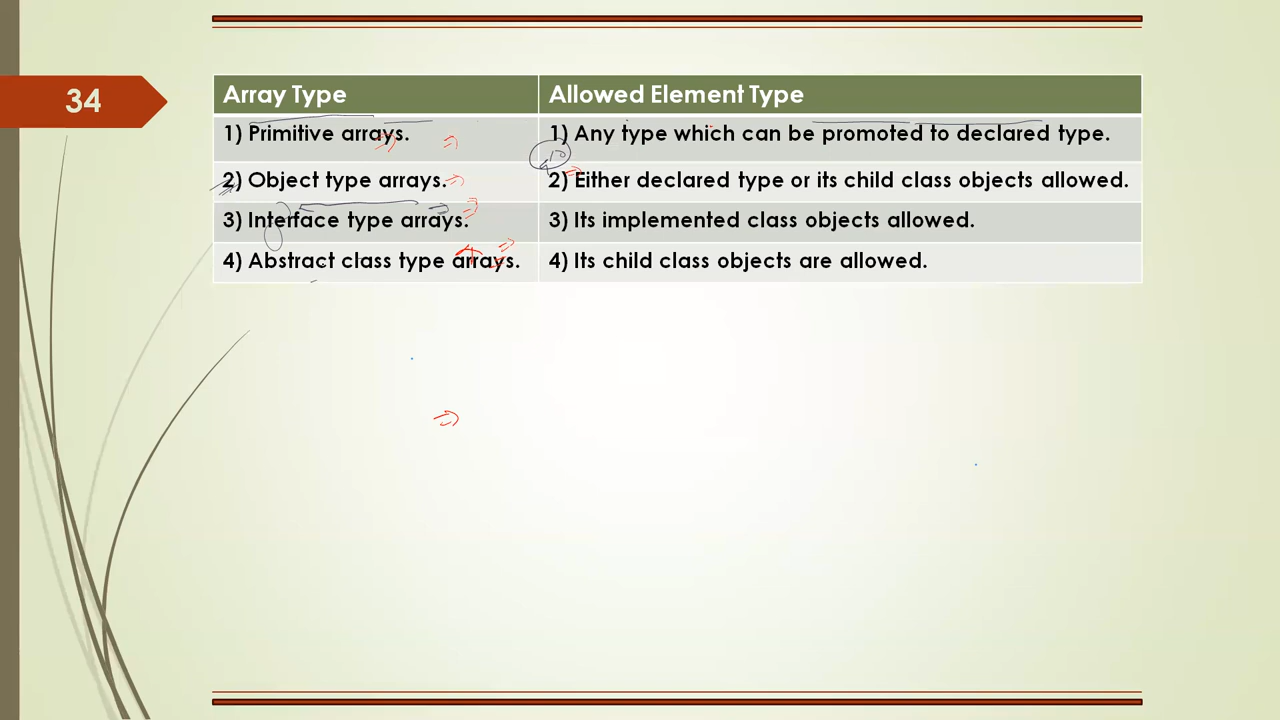 34
Array Type Allowed Element Type
1) Primitive arrays. 1) Any type which can be promoted to declared type.
2) Object type arrays. 2) Either declared type or its child class objects allowed.
3) Interface type arrays. 3) Its implemented class objects allowed.
4) Abstract class type arrays. 4) Its child class objects are allowed.